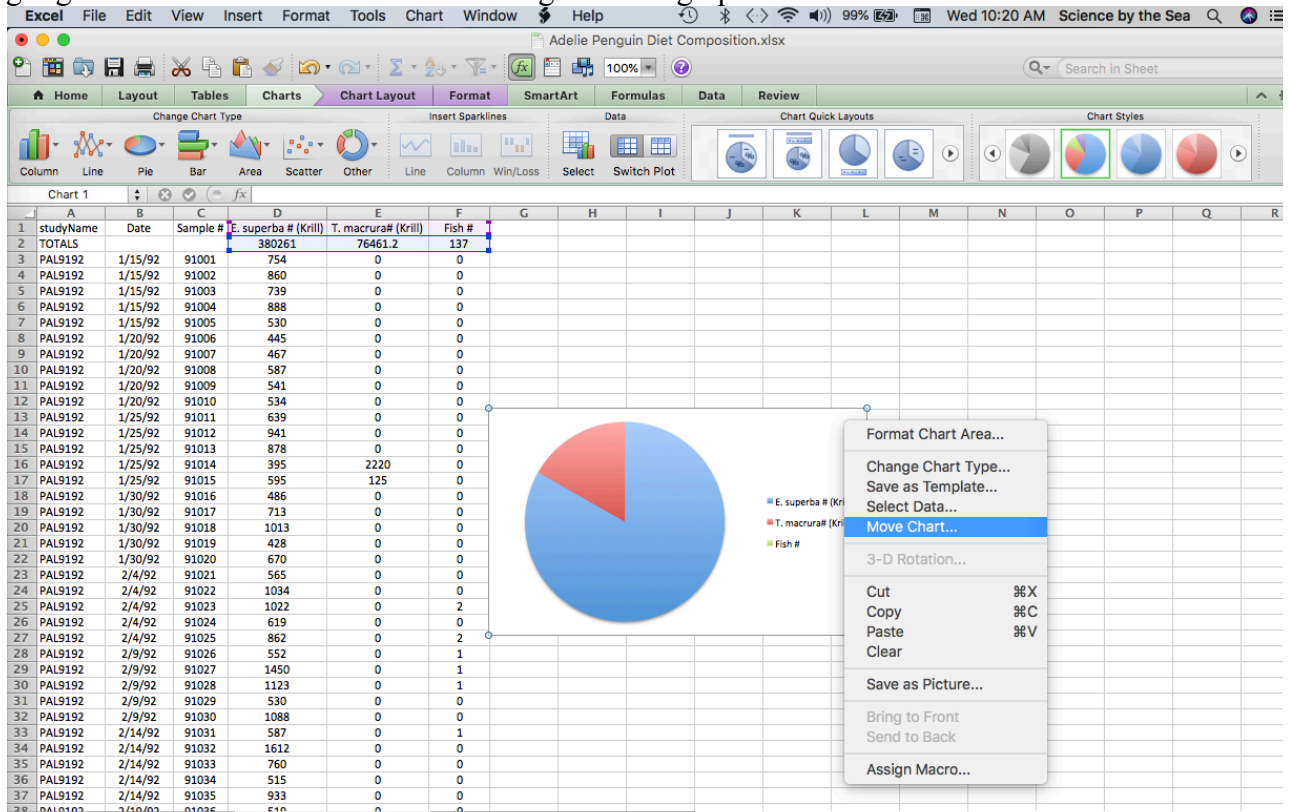 Excel File Edit View Insert Format Tools Chart Window Help 99% Wed 10:20 AM Science by the Sea
Adelie Penguin Diet Composition.xlsx
100% Search in Sheet
Home Layout Tables Charts Chart Layout Format SmartArt Formulas Data Review
Change Chart Type Insert Sparklines Data Chart Quick Layouts Chart Styles
Column Line Pie Bar Area Scatter Other Line Column Win/Loss Select Switch Plot
Chart 1 fx
A B C D E F G H I J K L M N O P Q R
1 studyName Date Sample # E. superba # (Krill) T. macrura# (Krill) Fish #
2 TOTALS 380261 76461.2 137
3 PAL9192 1/15/92 91001 754 0 0
4 PAL9192 1/15/92 91002 860 0 0
5 PAL9192 1/15/92 91003 739 0 0
6 PAL9192 1/15/92 91004 888 0 0
7 PAL9192 1/15/92 91005 530 0 0
8 PAL9192 1/20/92 91006 445 0 0
9 PAL9192 1/20/92 91007 467 0 0
10 PAL9192 1/20/92 91008 587 0 0
11 PAL9192 1/20/92 91009 541 0 0
12 PAL9192 1/20/92 91010 534 0 0
13 PAL9192 1/25/92 91011 639 0 0
14 PAL9192 1/25/92 91012 941 0 0
15 PAL9192 1/25/92 91013 878 0 0
16 PAL9192 1/25/92 91014 395 2220 0
17 PAL9192 1/25/92 91015 595 125 0
18 PAL9192 1/30/92 91016 486 0 0
19 PAL9192 1/30/92 91017 713 0 0
20 PAL9192 1/30/92 91018 1013 0 0
21 PAL9192 1/30/92 91019 428 0 0
22 PAL9192 1/30/92 91020 670 0 0
23 PAL9192 2/4/92 91021 565 0 0
24 PAL9192 2/4/92 91022 1034 0 0
25 PAL9192 2/4/92 91023 1022 0 2
26 PAL9192 2/4/92 91024 619 0 0
27 PAL9192 2/4/92 91025 862 0 2
28 PAL9192 2/9/92 91026 552 0 1
29 PAL9192 2/9/92 91027 1450 0 1
30 PAL9192 2/9/92 91028 1123 0 1
31 PAL9192 2/9/92 91029 530 0 0
32 PAL9192 2/9/92 91030 1088 0 0
33 PAL9192 2/14/92 91031 587 0 1
34 PAL9192 2/14/92 91032 1612 0 0
35 PAL9192 2/14/92 91033 760 0 0
36 PAL9192 2/14/92 91034 515 0 0
37 PAL9192 2/14/92 91035 933 0 0
E. superba # (Kri
T. macrura# (Kri
Fish #
Format Chart Area...
Change Chart Type...
Save as Template...
Select Data...
Move Chart...
3-D Rotation...
Cut ⌘X
Copy ⌘C
Paste ⌘V
Clear
Save as Picture...
Bring to Front
Send to Back
Assign Macro...